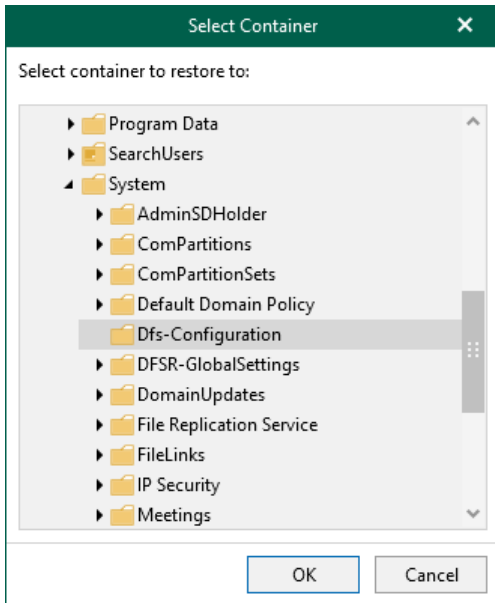 Select Container
Select container to restore to:
Program Data
SearchUsers
System
AdminSDHolder
ComPartitions
ComPartitionSets
Default Domain Policy
Dfs-Configuration
DFSR-GlobalSettings
DomainUpdates
File Replication Service
FileLinks
IP Security
Meetings
OK Cancel